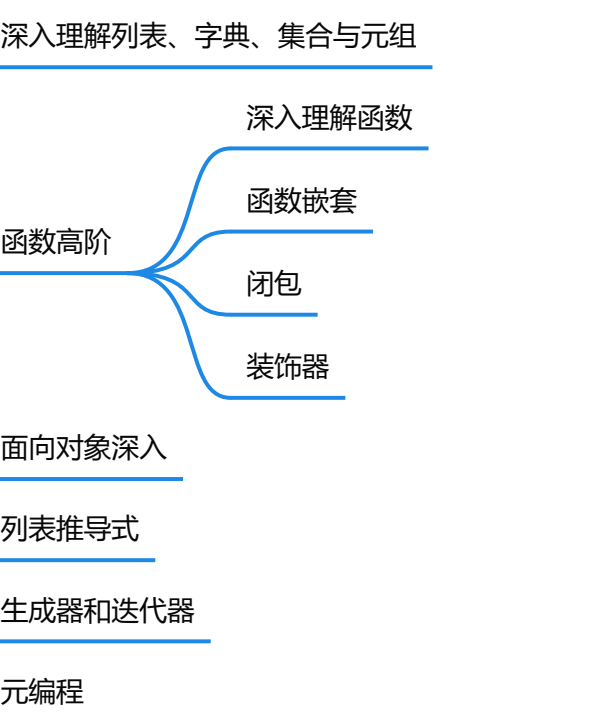 深入理解列表、字典、集合与元组
深入理解函数
函数嵌套
函数高阶
闭包
装饰器
面向对象深入
列表推导式
生成器和迭代器
元编程